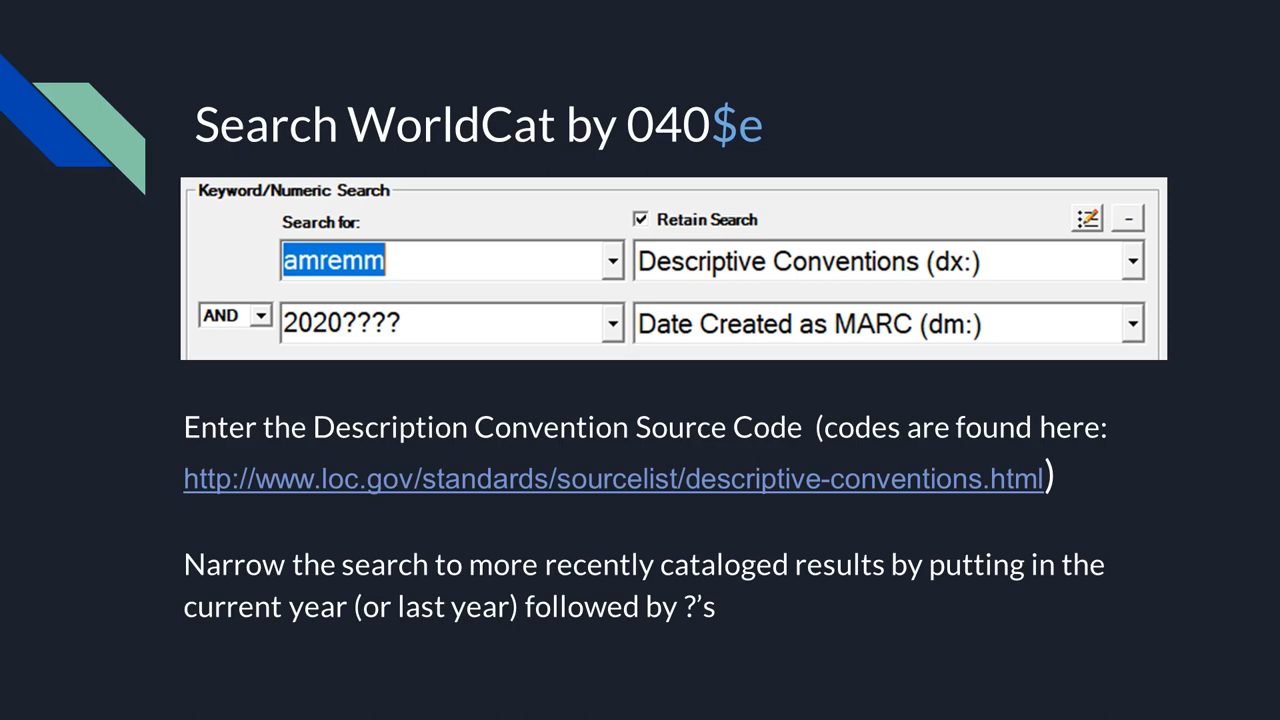 Search WorldCat by 040$e
Keyword/Numeric Search
Search for:
Retain Search
-
amremm
Descriptive Conventions (dx:)
AND
2020????
Date Created as MARC (dm:)
Enter the Description Convention Source Code  (codes are found here:
http://www.loc.gov/standards/sourcelist/descriptive-conventions.html)
Narrow the search to more recently cataloged results by putting in the
current year (or last year) followed by ?’s